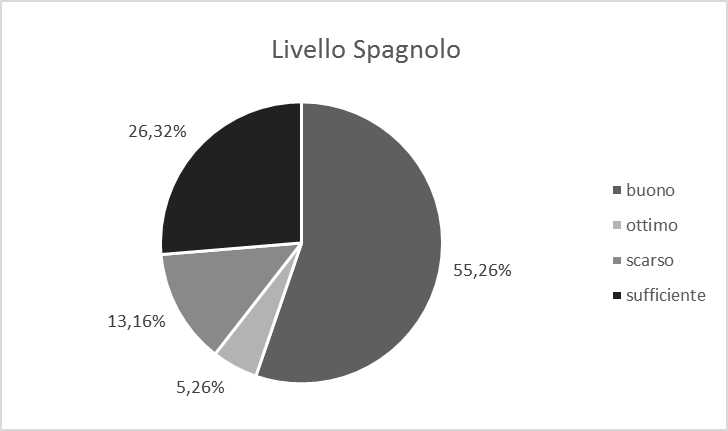 Livello Spagnolo
26,32%
55,26%
13,16%
5,26%
buono
ottimo
scarso
sufficiente